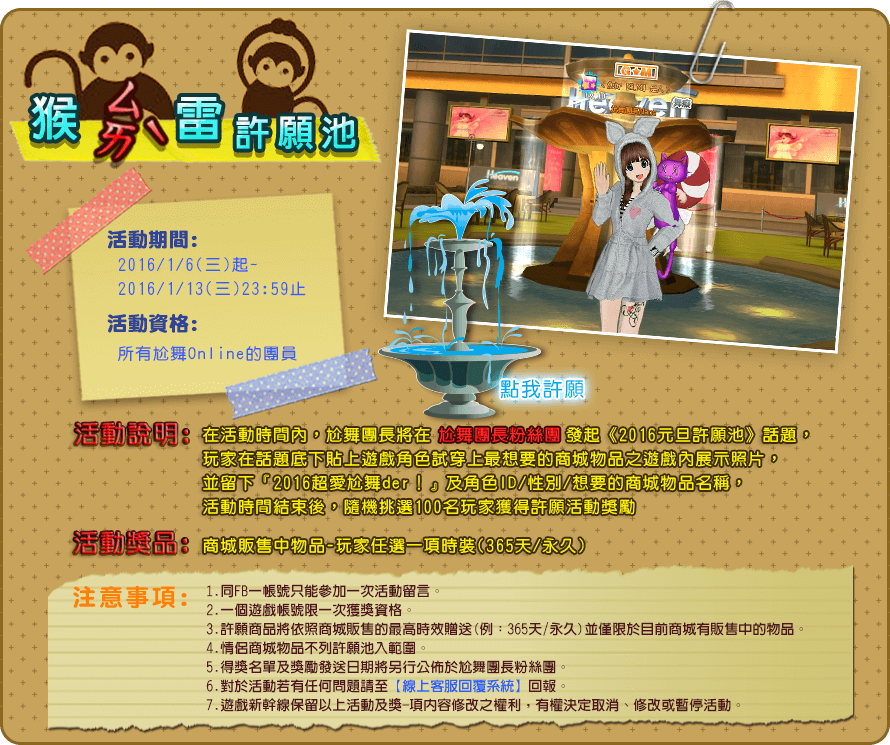 猴ㄙㄞˋ雷許願池
活動期間:
2016/1/6(三)起-
2016/1/13(三)23:59止
活動資格:
所有尬舞Online的團員
Heaven
點我許願
活動說明: 在活動時間內，尬舞團長將在 尬舞團長粉絲團 發起《2016元旦許願池》話題，
玩家在話題底下貼上遊戲角色試穿上最想要的商城物品之遊戲內展示照片，
並留下「2016超愛尬舞der！」及角色ID/性別/想要的商城物品名稱，
活動時間結束後，隨機挑選100名玩家獲得許願活動獎勵
活動獎品: 商城販售中物品-玩家任選一項時裝(365天/永久)
注意事項:
1.同FB一帳號只能參加一次活動留言。
2.一個遊戲帳號限一次獲獎資格。
3.許願商品將依照商城販售的最高時效贈送(例：365天/永久)並僅限於目前商城有販售中的物品。
4.情侶商城物品不列許願池入範圍。
5.得獎名單及獎勵發送日期將另行公佈於尬舞團長粉絲團。
6.對於活動若有任何問題請至【線上客服回覆系統】回報。
7.遊戲新幹線保留以上活動及獎-項內容修改之權利，有權決定取消、修改或暫停活動。